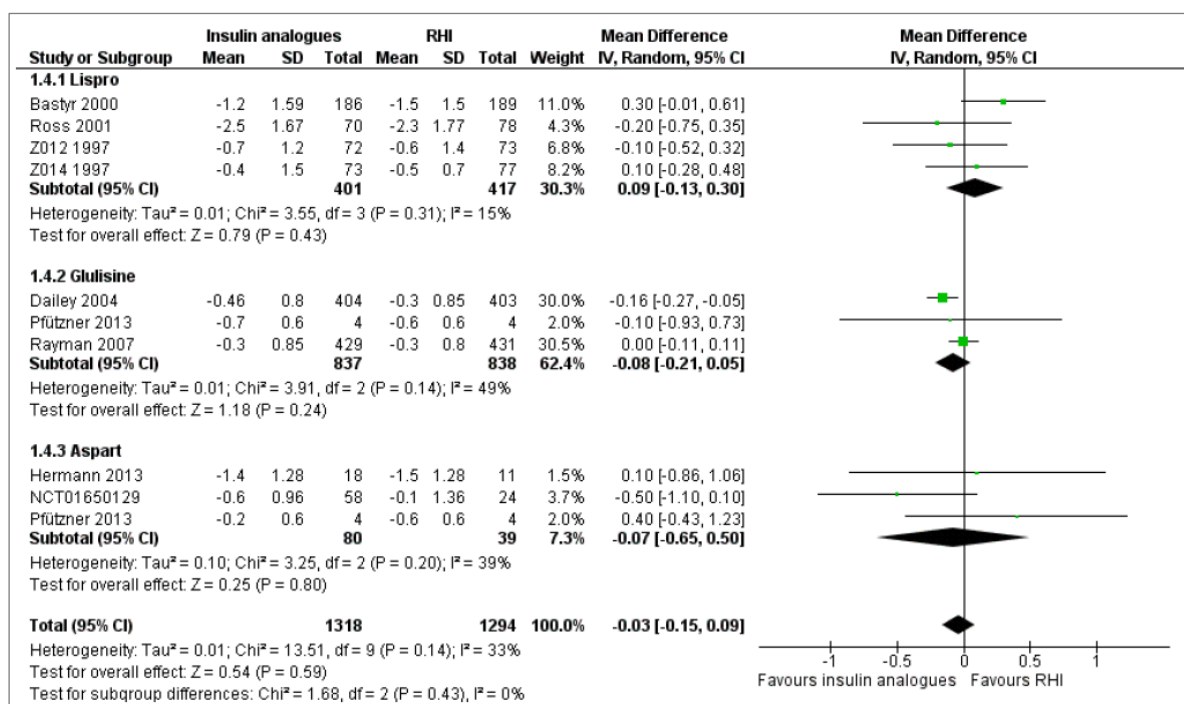 Insulin analogues RHI Mean Difference Mean Difference
Study or Subgroup Mean SD Total Mean SD Total Weight IV, Random, 95% CI IV, Random, 95% CI
1.4.1 Lispro
Bastyr 2000 -1.2 1.59 186 -1.5 1.5 189 11.0% 0.30 [-0.01, 0.61]
Ross 2001 -2.5 1.67 70 -2.3 1.77 78 4.3% -0.20 [-0.75, 0.35]
Z012 1997 -0.7 1.2 72 -0.6 1.4 73 6.8% -0.10 [-0.52, 0.32]
Z014 1997 -0.4 1.5 73 -0.5 0.7 77 8.2% 0.10 [-0.28, 0.48]
Subtotal (95% CI) 401 417 30.3% 0.09 [-0.13, 0.30]
Heterogeneity: Tau² = 0.01; Chi² = 3.55, df = 3 (P = 0.31); I² = 15%
Test for overall effect: Z = 0.79 (P = 0.43)
1.4.2 Glulisine
Dailey 2004 -0.46 0.8 404 -0.3 0.85 403 30.0% -0.16 [-0.27, -0.05]
Pfützner 2013 -0.7 0.6 4 -0.6 0.6 4 2.0% -0.10 [-0.93, 0.73]
Rayman 2007 -0.3 0.85 429 -0.3 0.8 431 30.5% 0.00 [-0.11, 0.11]
Subtotal (95% CI) 837 838 62.4% -0.08 [-0.21, 0.05]
Heterogeneity: Tau² = 0.01; Chi² = 3.91, df = 2 (P = 0.14); I² = 49%
Test for overall effect: Z = 1.18 (P = 0.24)
1.4.3 Aspart
Hermann 2013 -1.4 1.28 18 -1.5 1.28 11 1.5% 0.10 [-0.86, 1.06]
NCT01650129 -0.6 0.96 58 -0.1 1.36 24 3.7% -0.50 [-1.10, 0.10]
Pfützner 2013 -0.2 0.6 4 -0.6 0.6 4 2.0% 0.40 [-0.43, 1.23]
Subtotal (95% CI) 80 39 7.3% -0.07 [-0.65, 0.50]
Heterogeneity: Tau² = 0.10; Chi² = 3.25, df = 2 (P = 0.20); I² = 39%
Test for overall effect: Z = 0.25 (P = 0.80)
Total (95% CI) 1318 1294 100.0% -0.03 [-0.15, 0.09]
Heterogeneity: Tau² = 0.01; Chi² = 13.51, df = 9 (P = 0.14); I² = 33%
Test for overall effect: Z = 0.54 (P = 0.59)
Test for subgroup differences: Chi² = 1.68, df = 2 (P = 0.43), I² = 0%
-1 -0.5 0 0.5 1
Favours insulin analogues Favours RHI